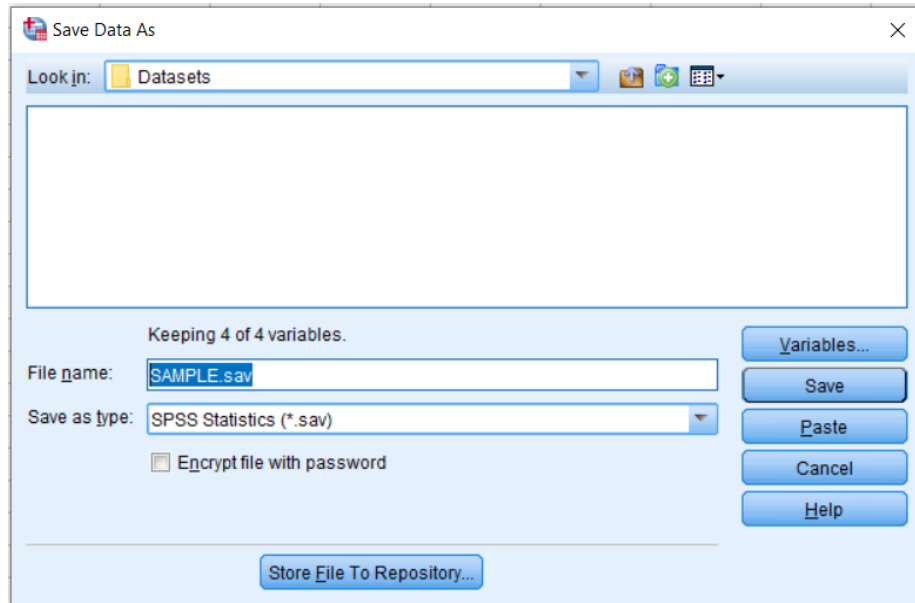 Save Data As
Look in: Datasets
Keeping 4 of 4 variables.
File name: SAMPLE.sav
Save as type: SPSS Statistics (*.sav)
Encrypt file with password
Variables...
Save
Paste
Cancel
Help
Store File To Repository...